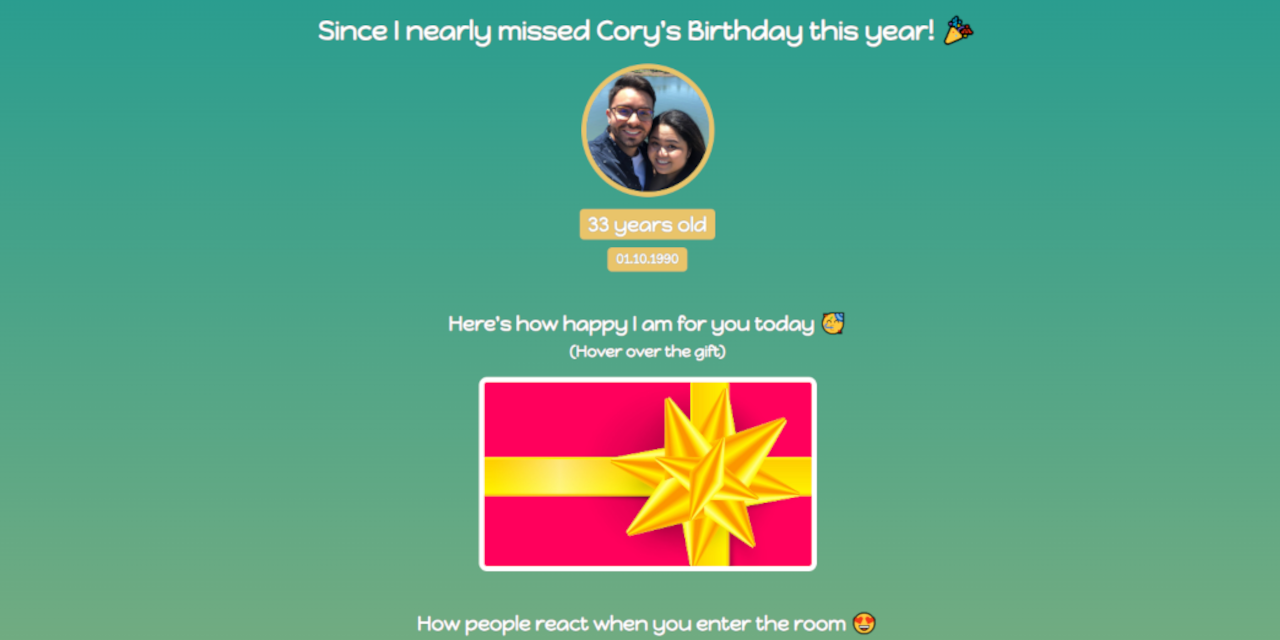 Since I nearly missed Cory's Birthday this year! 🎉
33 years old
01.10.1990
Here's how happy I am for you today 🥳
(Hover over the gift)
How people react when you enter the room 😍